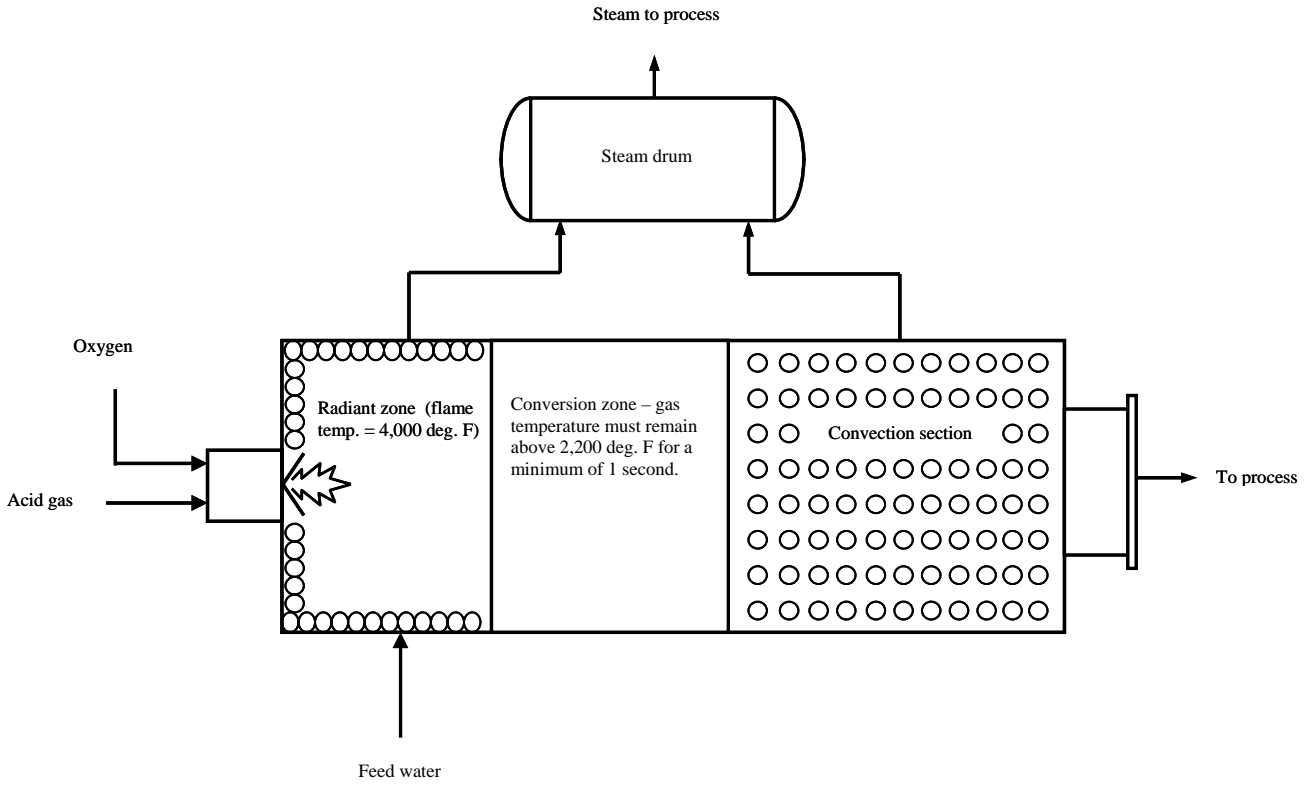 Steam to process
Steam drum
Oxygen
Radiant zone (flame
temp. = 4,000 deg. F)
Conversion zone – gas
temperature must remain
above 2,200 deg. F for a
minimum of 1 second.
Convection section
To process
Acid gas
Feed water